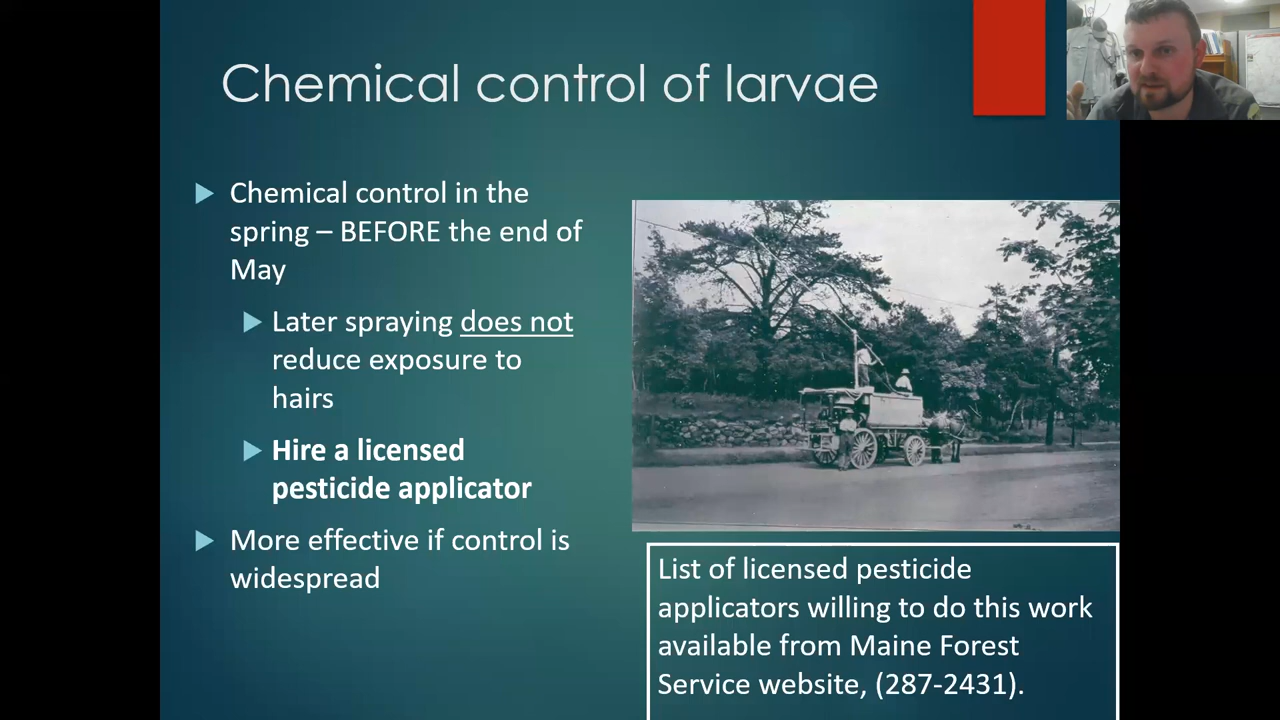 Chemical control of larvae
Chemical control in the
spring – BEFORE the end of
May
Later spraying does not
reduce exposure to
hairs
Hire a licensed
pesticide applicator
More effective if control is
widespread
List of licensed pesticide
applicators willing to do this work
available from Maine Forest
Service website, (287-2431).